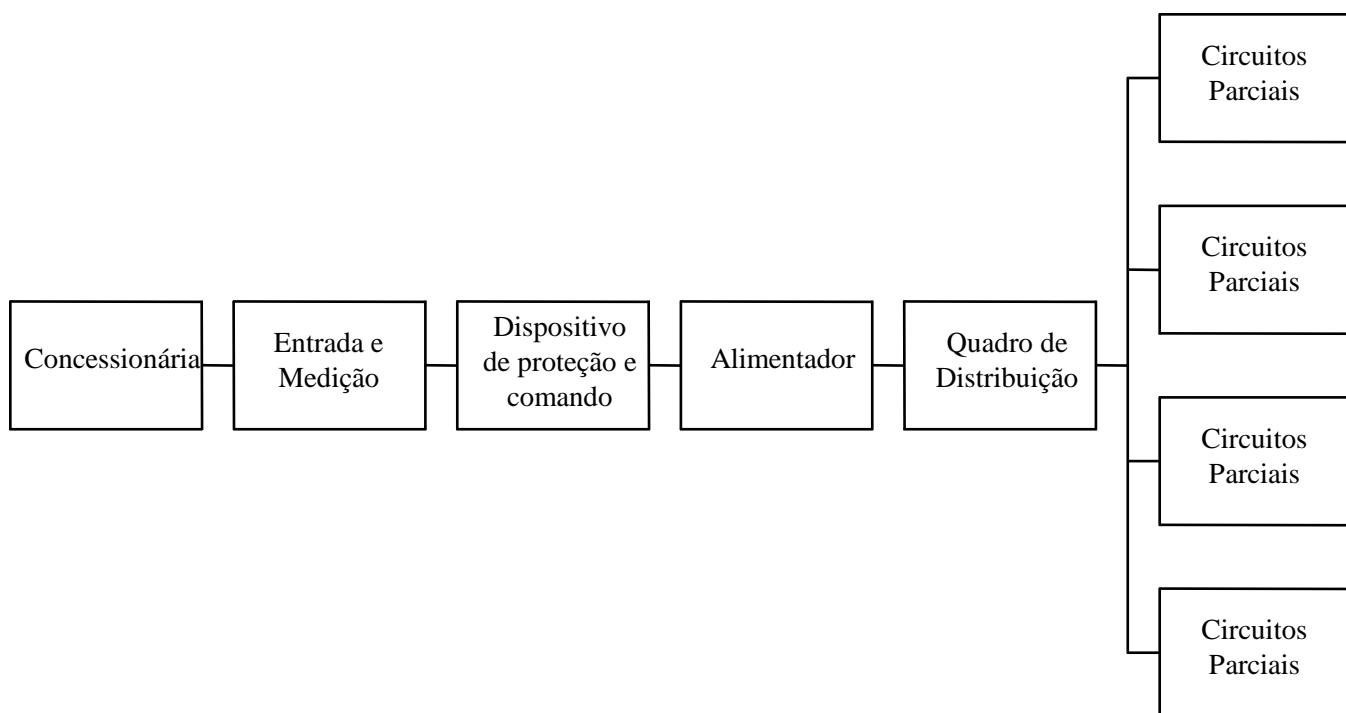 Circuitos
Parciais
Circuitos
Parciais
Concessionária
Entrada e
Medição
Dispositivo
de proteção e
comando
Alimentador
Quadro de
Distribuição
Circuitos
Parciais
Circuitos
Parciais